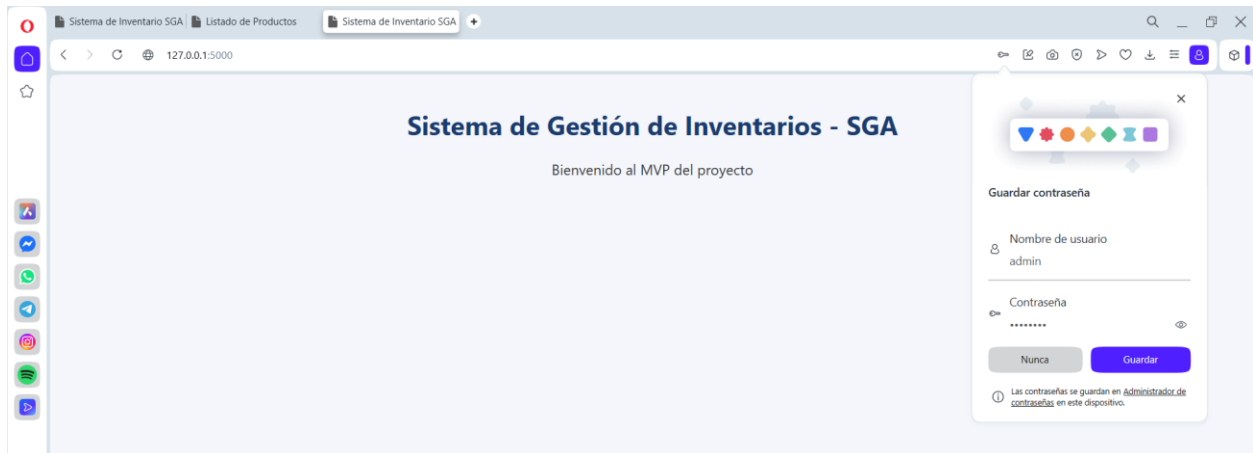 Sistema de Inventario SGA
Listado de Productos
Sistema de Inventario SGA
127.0.0.1:5000
Sistema de Gestión de Inventarios - SGA
Bienvenido al MVP del proyecto
Guardar contraseña
Nombre de usuario
admin
Contraseña
••••••••
Nunca
Guardar
Las contraseñas se guardan en Administrador de
contraseñas en este dispositivo.